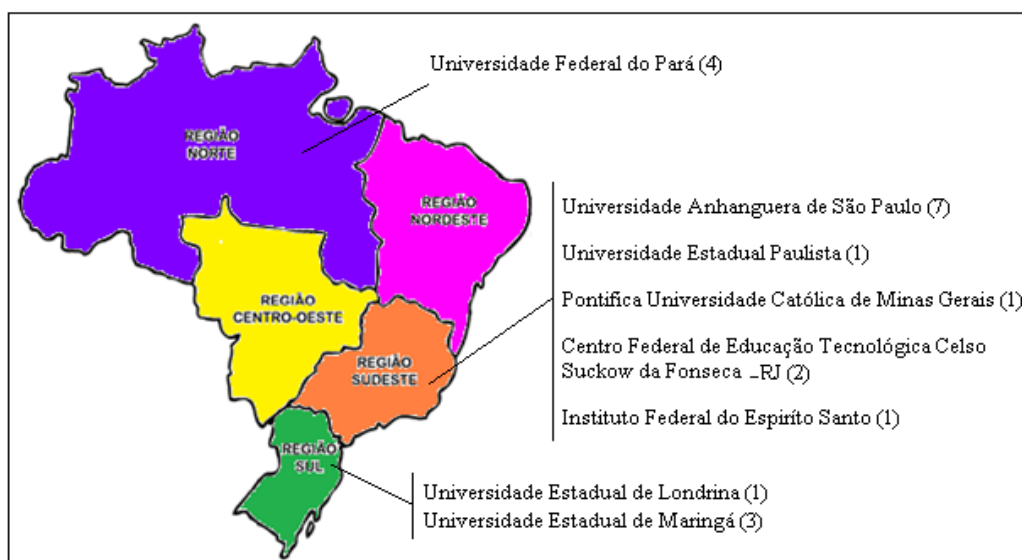 Universidade Federal do Pará (4)
REGIÃO
NORTE
REGIÃO
NORDESTE
Universidade Anhanguera de São Paulo (7)
Universidade Estadual Paulista (1)
REGIÃO
CENTRO-OESTE
Pontifica Universidade Católica de Minas Gerais (1)
REGIÃO
SUDESTE
Centro Federal de Educação Tecnológica Celso
Suckow da Fonseca _RJ (2)
Instituto Federal do Espiríto Santo (1)
REGIÃO
SUL
Universidade Estadual de Londrina (1)
Universidade Estadual de Maringá (3)